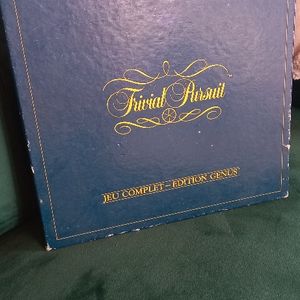 Trivial Pursuit
JEU COMPLET - EDITION GENUS